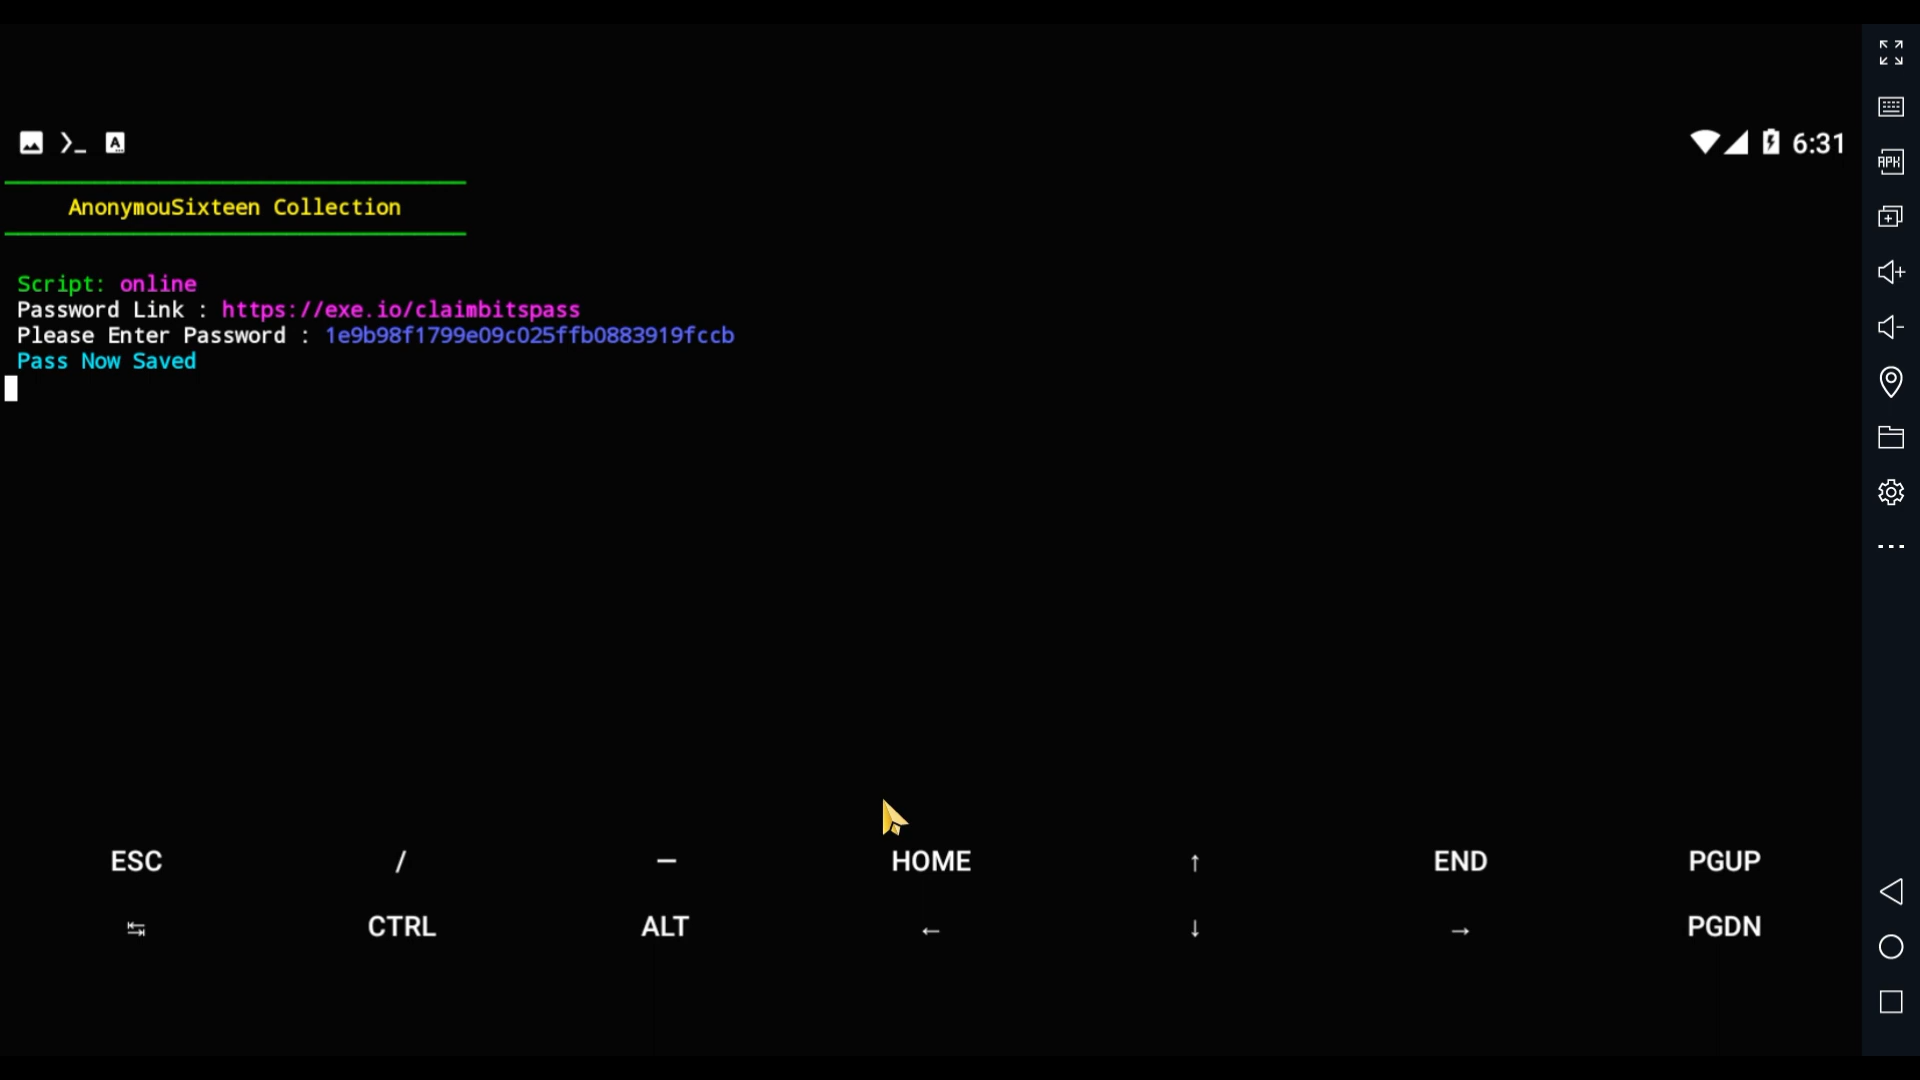 6:31
AnonymouSixteen Collection
Script: online
Password Link : https://exe.io/claimbitspass
Please Enter Password : 1e9b98f1799e09c025ffb0883919fccb
Pass Now Saved
ESC / — HOME ↑ END PGUP
↹ CTRL ALT ← ↓ → PGDN
APK